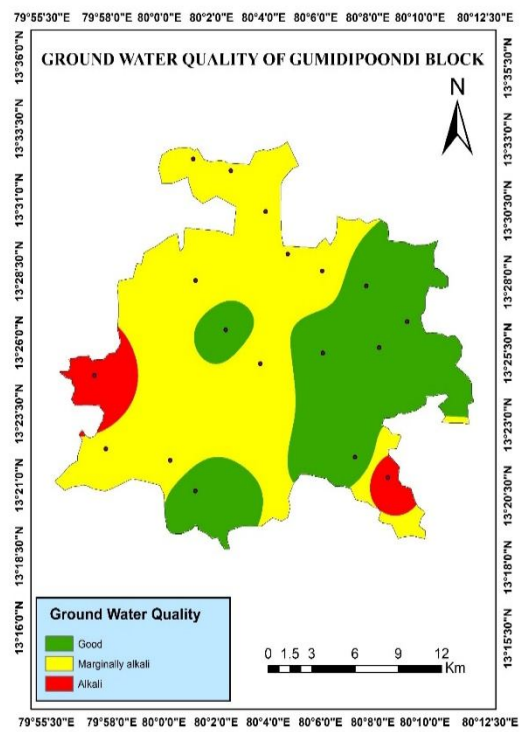 79°55'30"E 79°58'0"E 80°0'0"E 80°2'0"E 80°4'0"E 80°6'0"E 80°8'0"E 80°10'0"E 80°12'30"E
GROUND WATER QUALITY OF GUMIDIPOONDI BLOCK
N
13°36'0"N
13°33'30"N
13°31'0"N
13°28'30"N
13°26'0"N
13°23'30"N
13°21'0"N
13°18'30"N
13°16'0"N
13°35'30"N
13°33'0"N
13°30'30"N
13°28'0"N
13°25'30"N
13°23'0"N
13°20'30"N
13°18'0"N
13°15'30"N
Ground Water Quality
Good
Marginally alkali
Alkali
0 1.5 3 6 9 12
Km
79°55'30"E 79°58'0"E 80°0'0"E 80°2'0"E 80°4'0"E 80°6'0"E 80°8'0"E 80°10'0"E 80°12'30"E